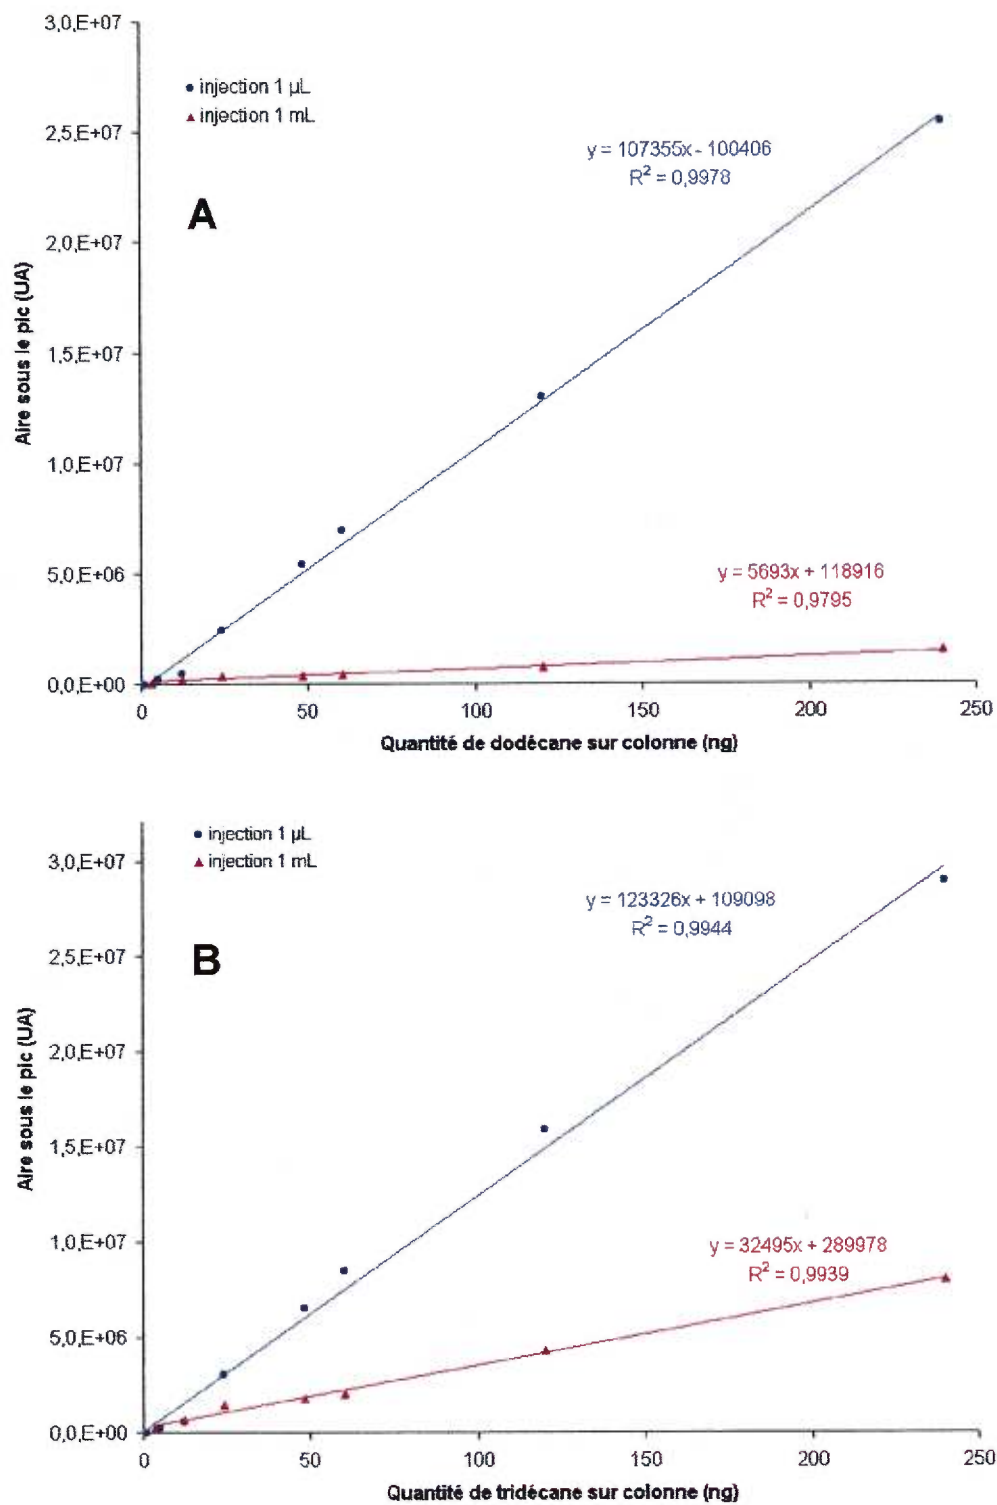 3,0,E+07
injection 1 µL
injection 1 mL
2,5,E+07
y = 107355x - 100406
R² = 0,9978
A
2,0,E+07
Aire sous le pic (UA)
1,5,E+07
1,0,E+07
y = 5693x + 118916
R² = 0,9795
5,0,E+06
0,0,E+00
0 50 100 150 200 250
Quantité de dodécane sur colonne (ng)
injection 1 µL
injection 1 mL
3,0,E+07
y = 123326x + 109098
R² = 0,9944
B
2,5,E+07
2,0,E+07
Aire sous le pic (UA)
1,5,E+07
1,0,E+07
y = 32495x + 289978
R² = 0,9939
5,0,E+06
0,0,E+00
0 50 100 150 200 250
Quantité de tridécane sur colonne (ng)